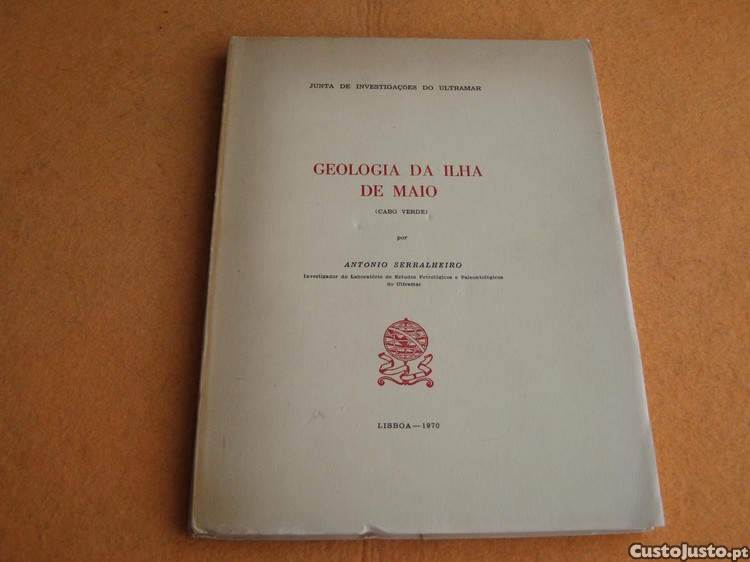 JUNTA DE INVESTIGAÇOES DO ULTRAMAR
GEOLOGIA DA ILHA
DE MAIO
(CABO VERDE)
por
ANTONIO SERRALHEIRO
Investigador do Laboratório de Estudos Petrológicos e Paleontológicos
do Ultramar
LISBOA — 1970
CustoJusto.pt